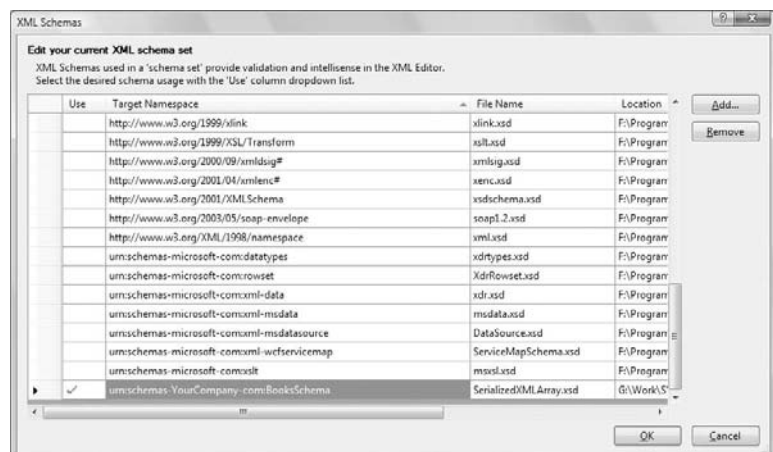 XML Schemas
Edit your current XML schema set
XML Schemas used in a 'schema set' provide validation and intellisense in the XML Editor.
Select the desired schema usage with the 'Use' column dropdown list.
Use Target Namespace File Name Location
http://www.w3.org/1999/xlink xlink.xsd F:\Program
http://www.w3.org/1999/XSL/Transform xslt.xsd F:\Program
http://www.w3.org/2000/09/xmldsig# xmlsig.xsd F:\Program
http://www.w3.org/2001/04/xmlenc# xenc.xsd F:\Program
http://www.w3.org/2001/XMLSchema xsdschema.xsd F:\Program
http://www.w3.org/2003/05/soap-envelope soap1.2.xsd F:\Program
http://www.w3.org/XML/1998/namespace xml.xsd F:\Program
urn:schemas-microsoft-com:datatypes xdrtypes.xsd F:\Program
urn:schemas-microsoft-com:rowset XdrRowset.xsd F:\Program
urn:schemas-microsoft-com:xml-data xdr.xsd F:\Program
urn:schemas-microsoft-com:xml-msdata msdata.xsd F:\Program
urn:schemas-microsoft-com:xml-msdatasource DataSource.xsd F:\Program
urn:schemas-microsoft-com:xml-wcfservicemap ServiceMapSchema.xsd F:\Program
urn:schemas-microsoft-com:xslt msxsl.xsd F:\Program
urn:schemas-YourCompany-com:BooksSchema SerializedXMLArray.xsd G:\Work\S
Add...
Remove
OK Cancel